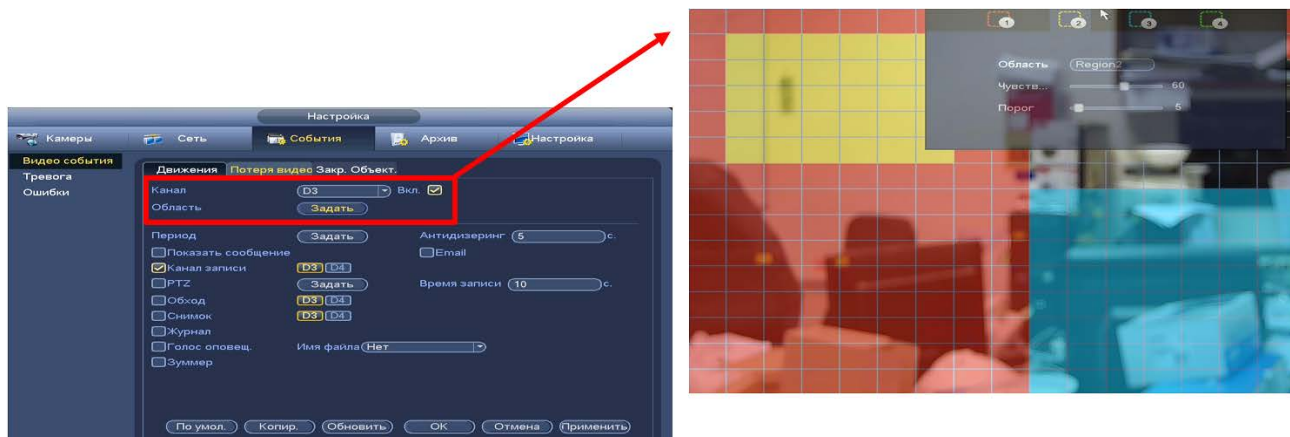 Настройка
Камеры Сеть События Архив Настройка
Видео события
Тревога
Ошибки
Движения Потеря видео Закр. Объект.
Канал D3 Вкл.
Область Задать
Период Задать Антидизеринг 5 с.
Показать сообщение Email
Канал записи D3 D4
PTZ Задать Время записи 10 с.
Обход D3 D4
Снимок D3 D4
Журнал
Голос оповещ. Имя файла Нет
Зуммер
По умол. Копир. Обновить OK Отмена Применить
1 2 3 4
Область Region2
Чувств... 60
Порог 5